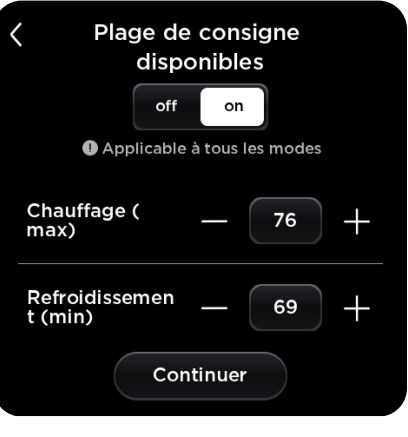 Plage de consigne
disponibles
off on
! Applicable à tous les modes
Chauffage (
max)
76
Refroidissemen
t (min)
69
Continuer